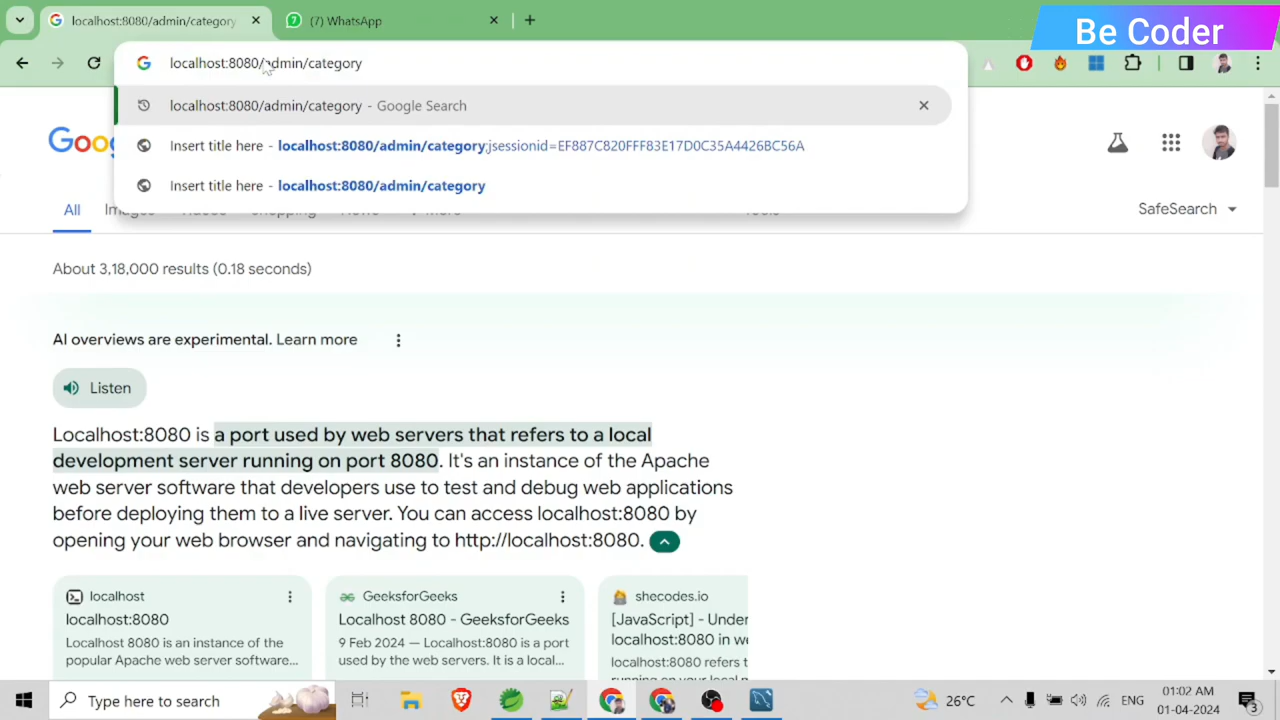 localhost:8080/admin/category
(7) WhatsApp
Be Coder
localhost:8080/admin/category
localhost:8080/admin/category - Google Search
Insert title here - localhost:8080/admin/category;jsessionid=EF887C820FFF83E17D0C35A4426BC56A
Insert title here - localhost:8080/admin/category
Goo
All
SafeSearch
About 3,18,000 results (0.18 seconds)
AI overviews are experimental. Learn more
Listen
Localhost:8080 is a port used by web servers that refers to a local
development server running on port 8080. It's an instance of the Apache
web server software that developers use to test and debug web applications
before deploying them to a live server. You can access localhost:8080 by
opening your web browser and navigating to http://localhost:8080.
localhost
localhost:8080
Localhost 8080 is an instance of the
popular Apache web server software...
GeeksforGeeks
Localhost 8080 - GeeksforGeeks
9 Feb 2024 — Localhost:8080 is a port
used by the web servers. It is a local...
shecodes.io
[JavaScript] - Under
localhost:8080 in we
localhost:8080 refers t
Type here to search
26°C
ENG
01:02 AM
01-04-2024
3